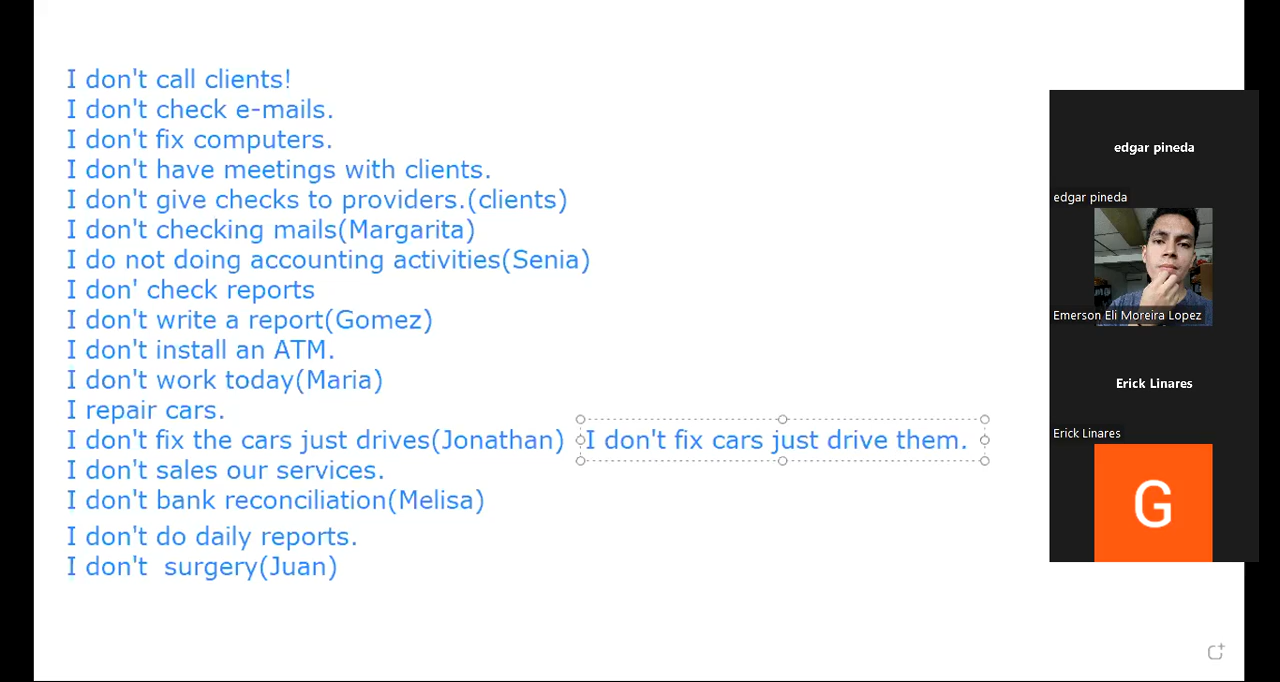 I don't call clients!
I don't check e-mails.
I don't fix computers.
I don't have meetings with clients.
I don't give checks to providers.(clients)
I don't checking mails(Margarita)
I do not doing accounting activities(Senia)
I don' check reports
I don't write a report(Gomez)
I don't install an ATM.
I don't work today(Maria)
I repair cars.
I don't fix the cars just drives(Jonathan) I don't fix cars just drive them.
I don't sales our services.
I don't bank reconciliation(Melisa)
I don't do daily reports.
I don't  surgery(Juan)
edgar pineda
edgar pineda
Emerson Eli Moreira Lopez
Erick Linares
Erick Linares
G